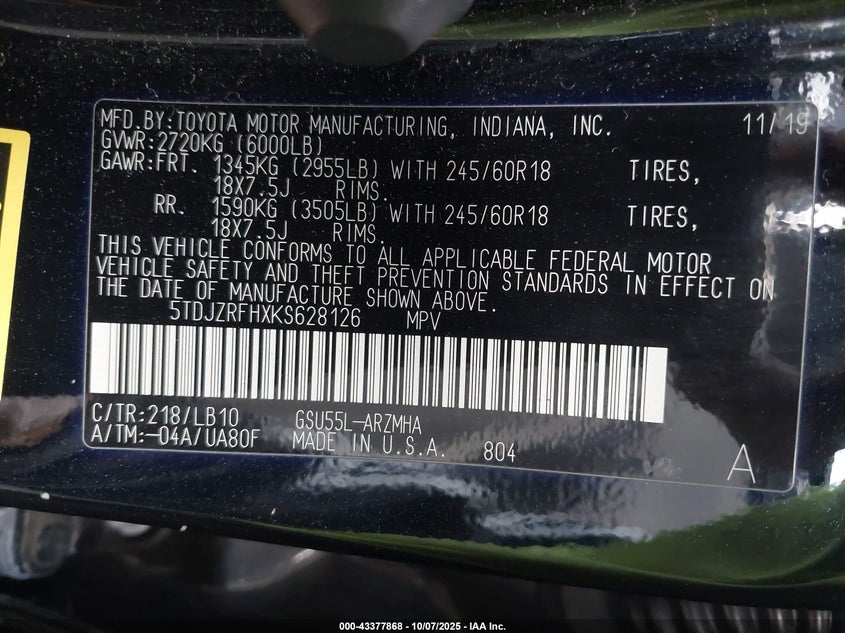 MFD.BY:TOYOTA MOTOR MANUFACTURING, INDIANA, INC. 11/19
GVWR:2720KG (6000LB)
GAWR:FRT. 1345KG (2955LB) WITH 245/60R18 TIRES,
18X7.5J RIMS.
RR. 1590KG (3505LB) WITH 245/60R18 TIRES,
18X7.5J RIMS.
THIS VEHICLE CONFORMS TO ALL APPLICABLE FEDERAL MOTOR
VEHICLE SAFETY AND THEFT PREVENTION STANDARDS IN EFFECT ON
THE DATE OF MANUFACTURE SHOWN ABOVE.
5TDJZRFHXKS628126 MPV
C/TR:218/LB10 GSU55L-ARZMHA
A/TM:-04A/UA80F MADE IN U.S.A. 804
A
000-43377868 - 10/07/2025 - IAA Inc.